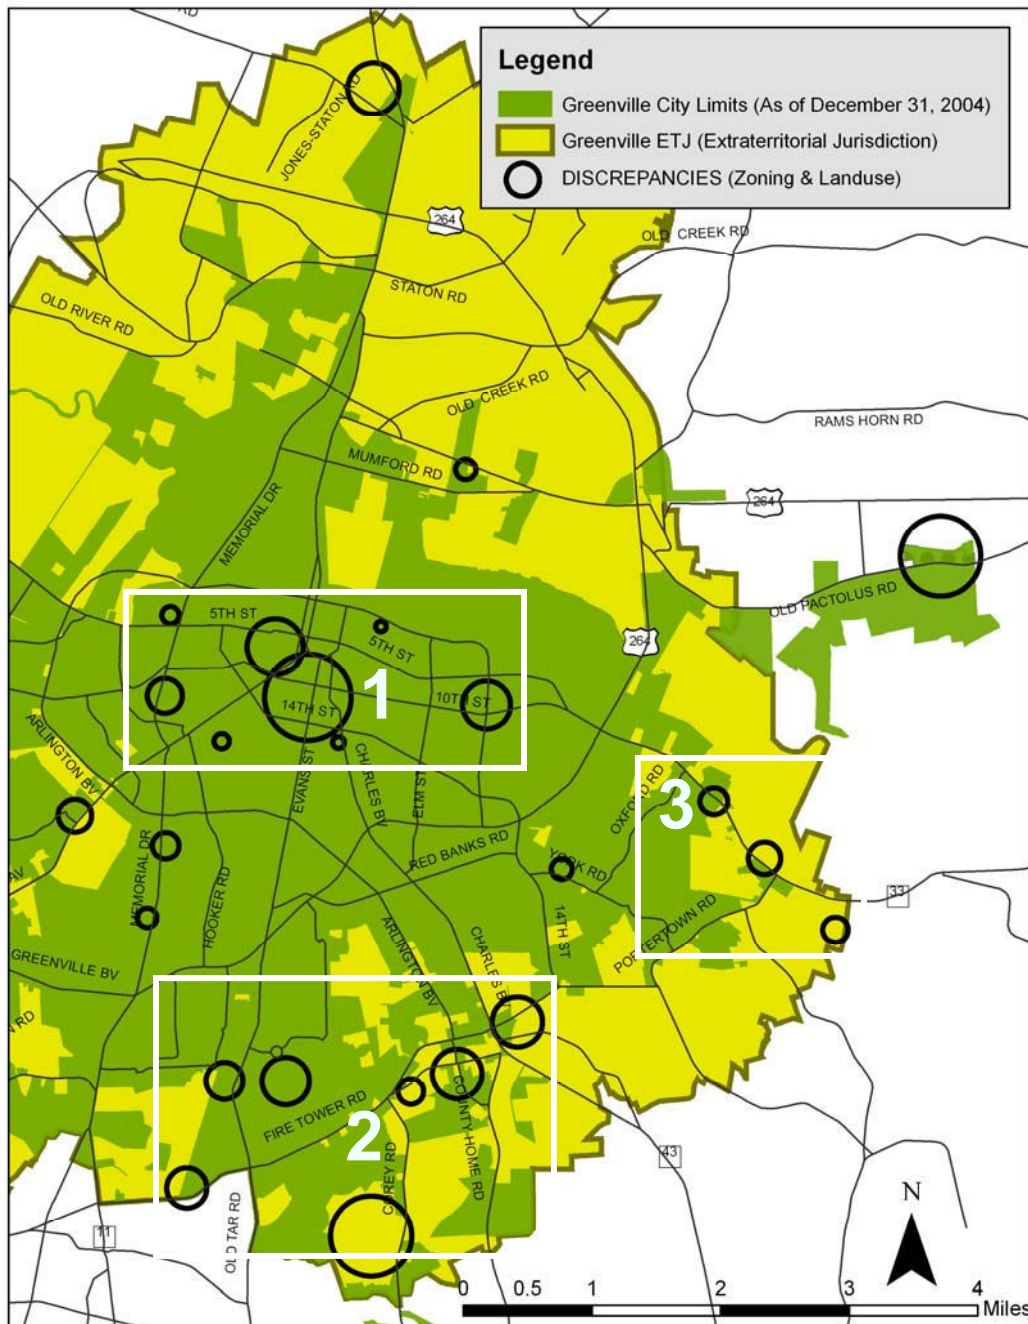 RD
Legend
Greenville City Limits (As of December 31, 2004)
Greenville ETJ (Extraterritorial Jurisdiction)
DISCREPANCIES (Zoning & Landuse)
JONES-STATON RD
264
OLD CREEK RD
STATON RD
OLD RIVER RD
OLD CREEK RD
RAMS HORN RD
MUMFORD RD
264
MEMORIAL DR
OLD PACTOLUS RD
5TH ST
5TH ST
264
1
10TH ST
14TH ST
ARLINGTON BV
EVANS ST
CHARLES BV
ELM ST
OXFORD RD
3
RED BANKS RD
YORK RD
AV
MEMORIAL DR
HOOKER RD
33
14TH ST
PORTERTOWN RD
ARLINGTON BV
CHARLES BV
GREENVILLE BV
N RD
FIRE TOWER RD
2
COUNTY HOME RD
COREY RD
43
OLD TAR RD
11
N
0 0.5 1 2 3 4
Miles